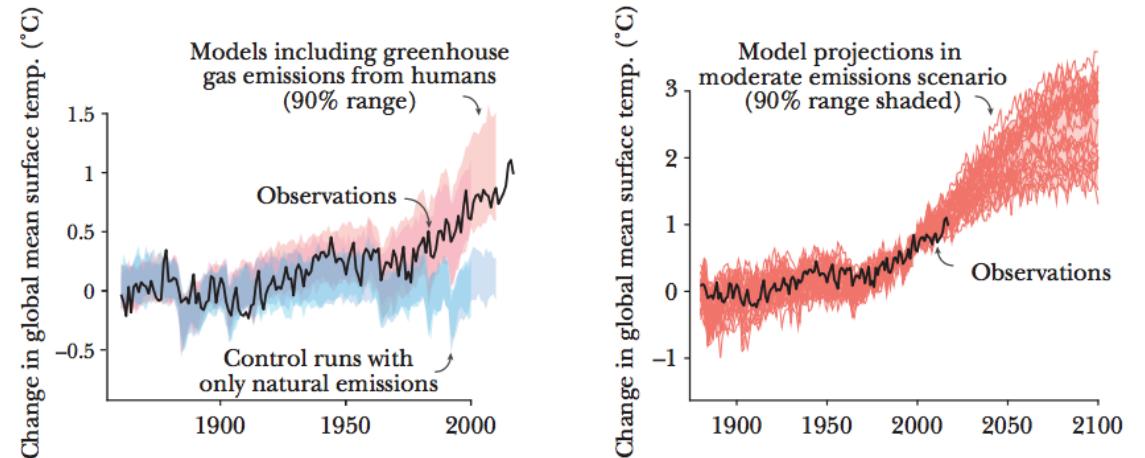 Change in global mean surface temp. (˚C)
Models including greenhouse
gas emissions from humans
(90% range)
1.5
1
0.5
0
−0.5
Observations
Control runs with
only natural emissions
1900
1950
2000
Change in global mean surface temp. (˚C)
Model projections in
moderate emissions scenario
(90% range shaded)
3
2
1
0
−1
Observations
1900
1950
2000
2050
2100